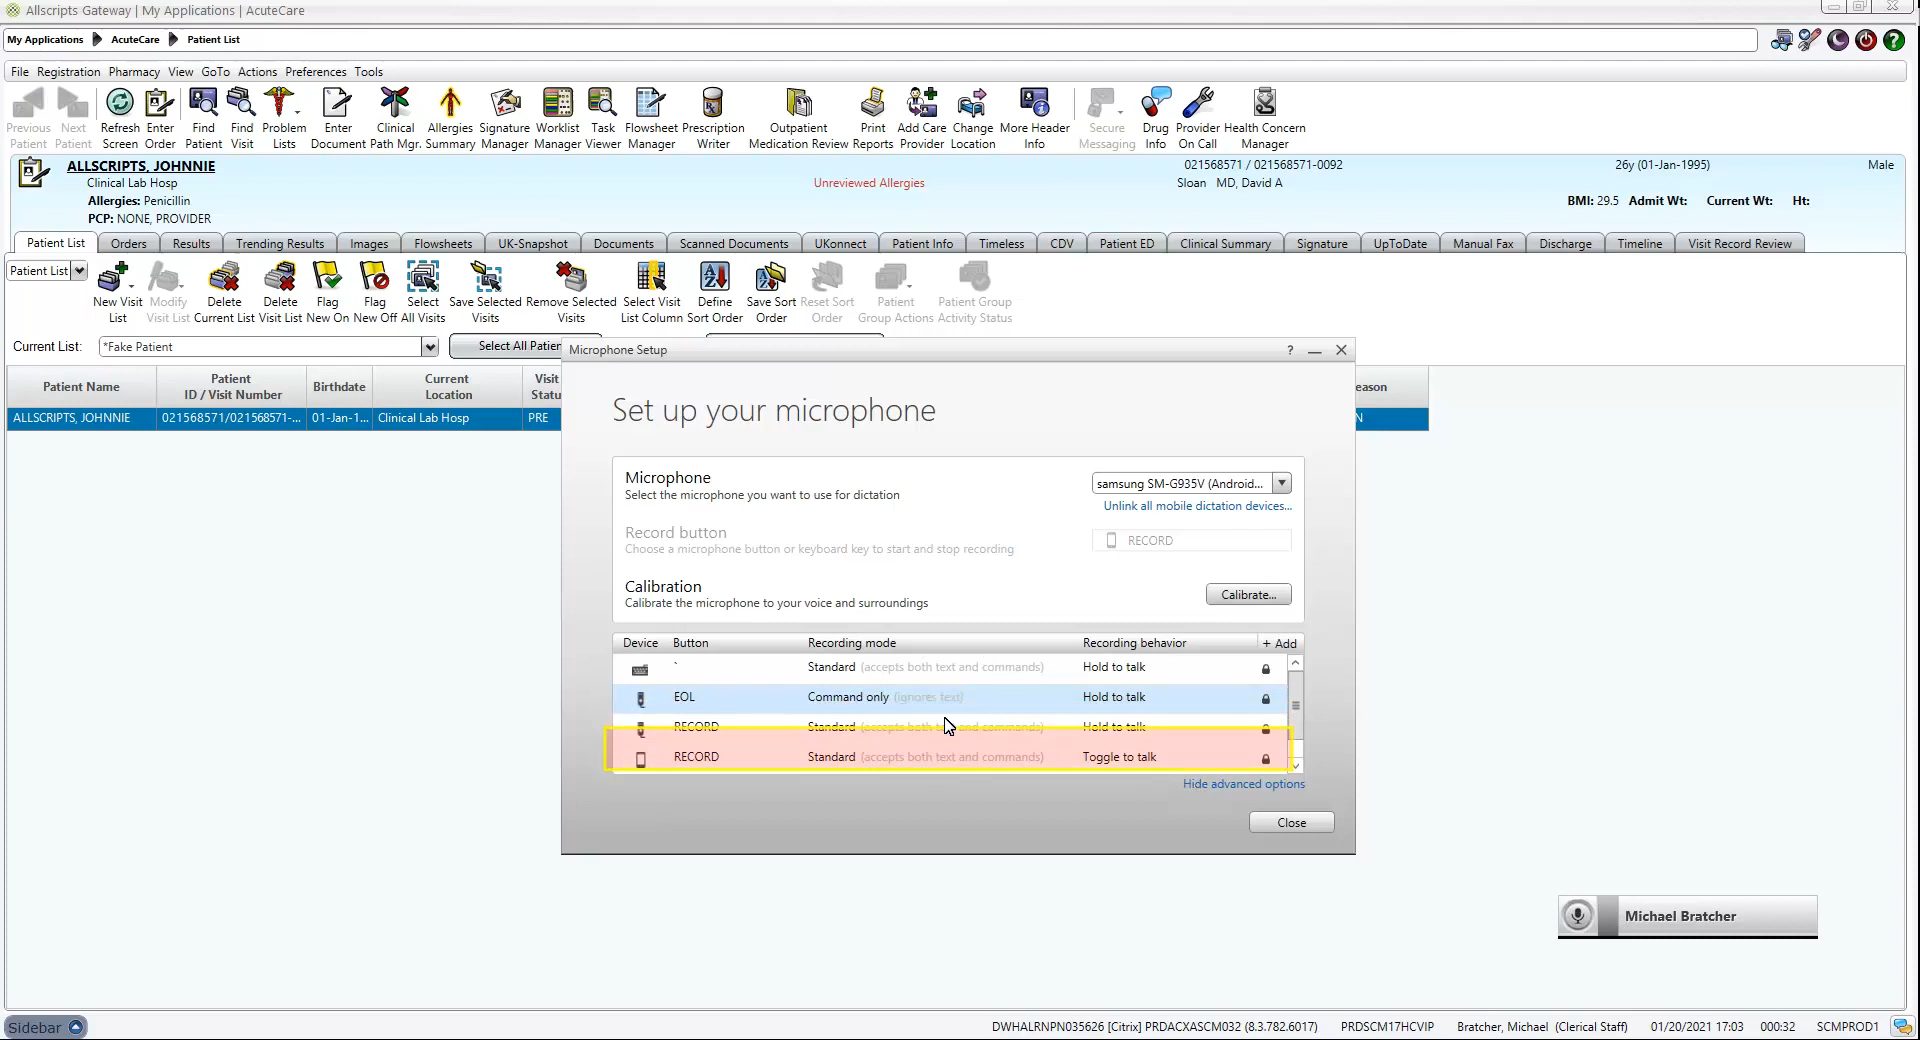 Allscripts Gateway | My Applications | AcuteCare
My Applications AcuteCare Patient List
File Registration Pharmacy View GoTo Actions Preferences Tools
Previous Patient
Next Patient
Refresh Screen
Enter Order
Find Patient
Find Visit
Problem Lists
Enter Document
Clinical Path Mgr.
Allergies Summary
Signature Manager
Worklist Manager
Task Viewer
Flowsheet Manager
Prescription Writer
Outpatient Medication Review
Print Reports
Add Care Provider
Change Location
More Header Info
Secure Messaging
Drug Info
Provider On Call
Health Concern Manager
ALLSCRIPTS, JOHNNIE 021568571 / 021568571-0092 26y (01-Jan-1995) Male
Clinical Lab Hosp Unreviewed Allergies Sloan MD, David A
Allergies: Penicillin BMI: 29.5 Admit Wt: Current Wt: Ht:
PCP: NONE, PROVIDER
Patient List Orders Results Trending Results Images Flowsheets UK-Snapshot Documents Scanned Documents UKonnect Patient Info Timeless CDV Patient ED Clinical Summary Signature UpToDate Manual Fax Discharge Timeline Visit Record Review
Patient List
New Visit List
Modify Visit List
Delete Current List
Delete Visit List
Flag New On
Flag New Off
Select All Visits
Save Selected Visits
Remove Selected Visits
Select Visit List Column
Define Sort Order
Save Sort Order
Reset Sort Order
Patient Group Actions
Patient Group Activity Status
Current List: *Fake Patient Select All Patien
Patient Name
Patient ID / Visit Number
Birthdate
Current Location
Visit Statu
eason
ALLSCRIPTS, JOHNNIE 021568571/021568571-... 01-Jan-1... Clinical Lab Hosp PRE N
Microphone Setup ?
Set up your microphone
Microphone samsung SM-G935V (Android...
Select the microphone you want to use for dictation
Unlink all mobile dictation devices...
Record button RECORD
Choose a microphone button or keyboard key to start and stop recording
Calibration Calibrate...
Calibrate the microphone to your voice and surroundings
Device Button Recording mode Recording behavior + Add
` Standard (accepts both text and commands) Hold to talk
EOL Command only (ignores text) Hold to talk
RECORD Standard (accepts both text and commands) Hold to talk
RECORD Standard (accepts both text and commands) Toggle to talk
Hide advanced options
Close
Michael Bratcher
Sidebar DWHALRNPN035626 [Citrix] PRDACXASCM032 (8.3.782.6017) PRDSCM17HCVIP Bratcher, Michael (Clerical Staff) 01/20/2021 17:03 000:32 SCMPROD1